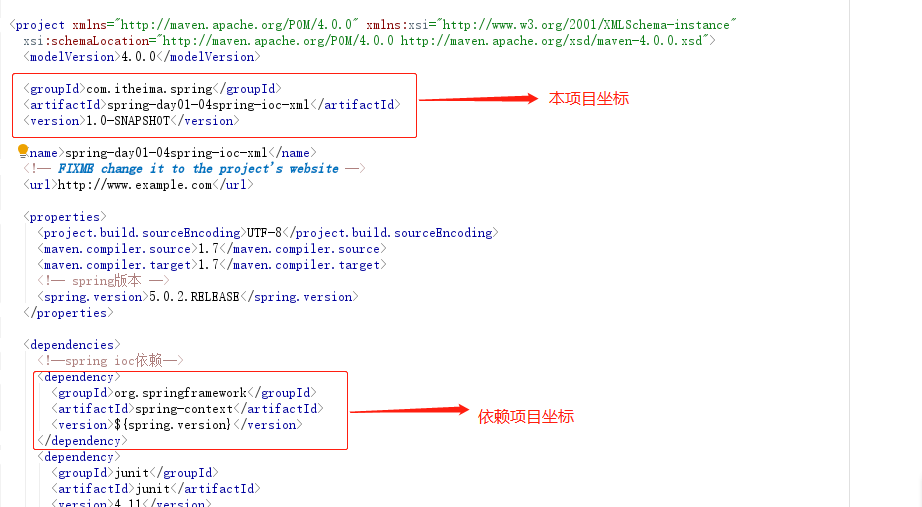 <project xmlns="http://maven.apache.org/POM/4.0.0" xmlns:xsi="http://www.w3.org/2001/XMLSchema-instance"
xsi:schemaLocation="http://maven.apache.org/POM/4.0.0 http://maven.apache.org/xsd/maven-4.0.0.xsd">
<modelVersion>4.0.0</modelVersion>
<groupId>com.itheima.spring</groupId>
<artifactId>spring-day01-04spring-ioc-xml</artifactId>
本项目坐标
<version>1.0-SNAPSHOT</version>
name>spring-day01-04spring-ioc-xml</name>
<!-- FIXME change it to the project's website -->
<url>http://www.example.com</url>
<properties>
<project.build.sourceEncoding>UTF-8</project.build.sourceEncoding>
<maven.compiler.source>1.7</maven.compiler.source>
<maven.compiler.target>1.7</maven.compiler.target>
<!-- spring版本 -->
<spring.version>5.0.2.RELEASE</spring.version>
</properties>
<dependencies>
<!--spring ioc依赖-->
<dependency>
<groupId>org.springframework</groupId>
<artifactId>spring-context</artifactId>
依赖项目坐标
<version>${spring.version}</version>
</dependency>
<dependency>
<groupId>junit</groupId>
<artifactId>junit</artifactId>
<version>4.11</version>